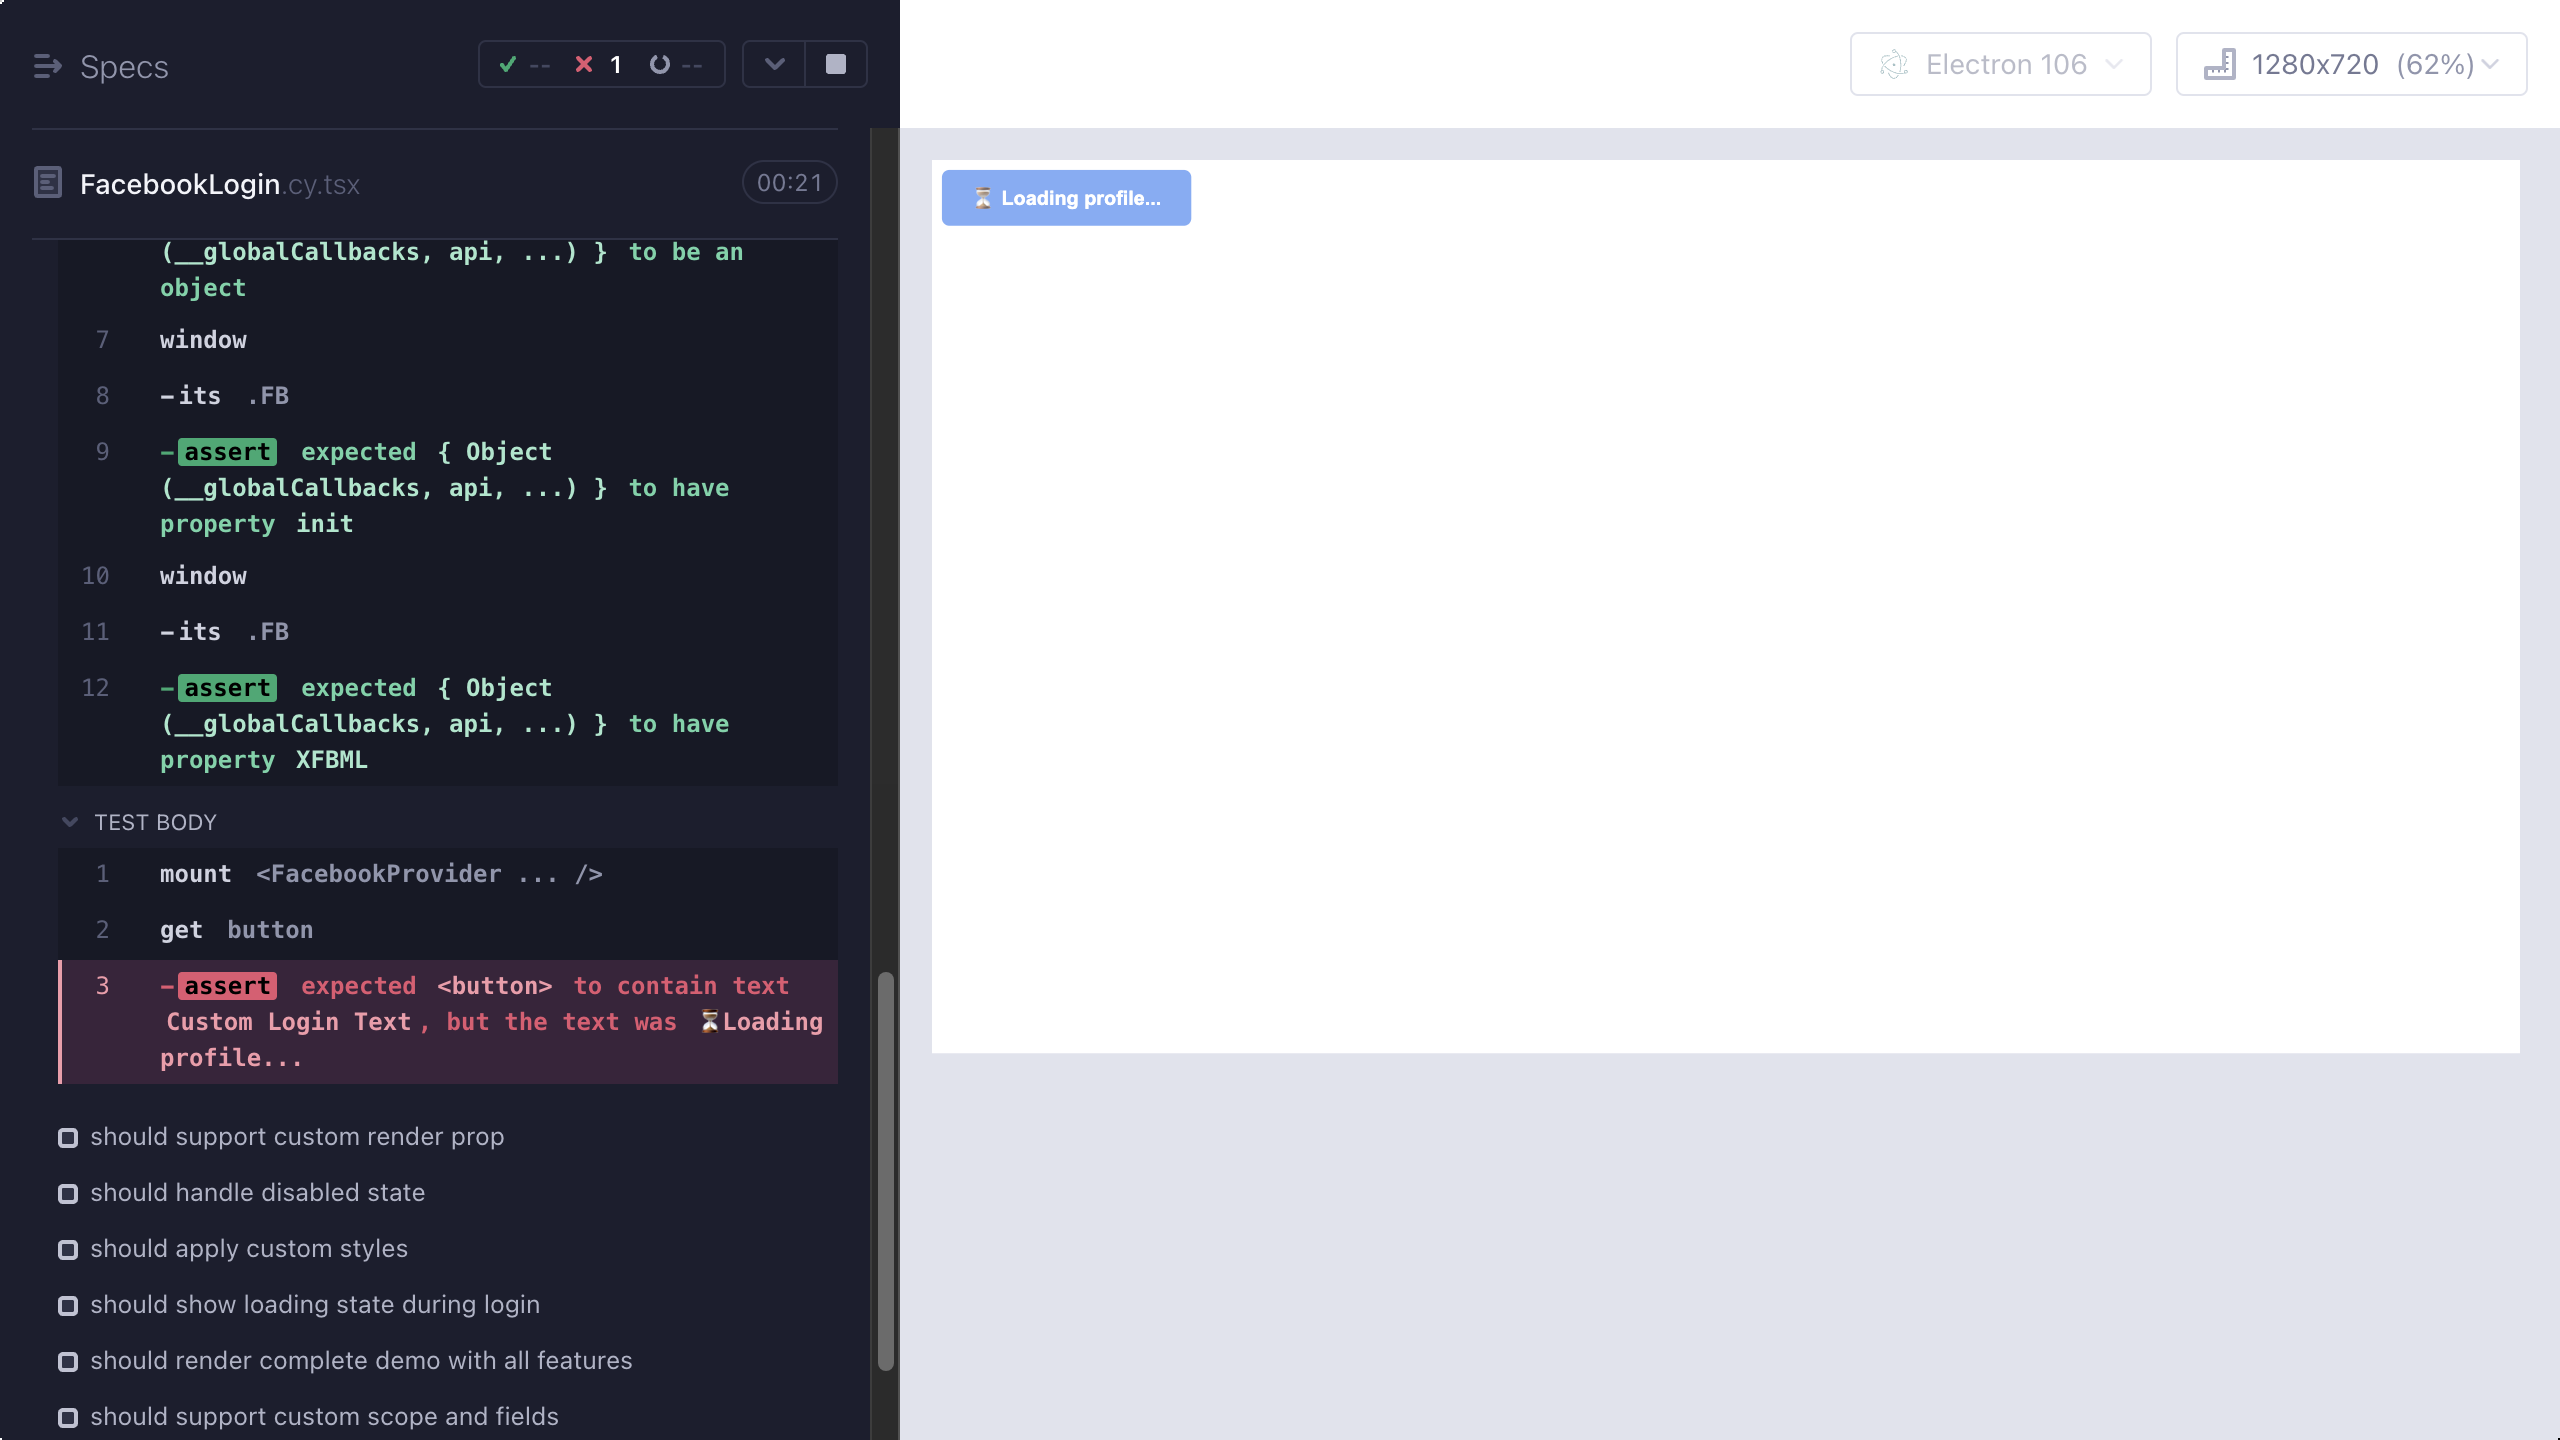 Specs
-- 1 --
Electron 106
1280x720 (62%)
FacebookLogin.cy.tsx
00:21
(__globalCallbacks, api, ...) } to be an
object
7 window
8 -its .FB
9 -assert expected { Object
(__globalCallbacks, api, ...) } to have
property init
10 window
11 -its .FB
12 -assert expected { Object
(__globalCallbacks, api, ...) } to have
property XFBML
TEST BODY
1 mount <FacebookProvider ... />
2 get button
3 -assert expected <button> to contain text
Custom Login Text, but the text was ⏳Loading
profile...
should support custom render prop
should handle disabled state
should apply custom styles
should show loading state during login
should render complete demo with all features
should support custom scope and fields
⏳ Loading profile...